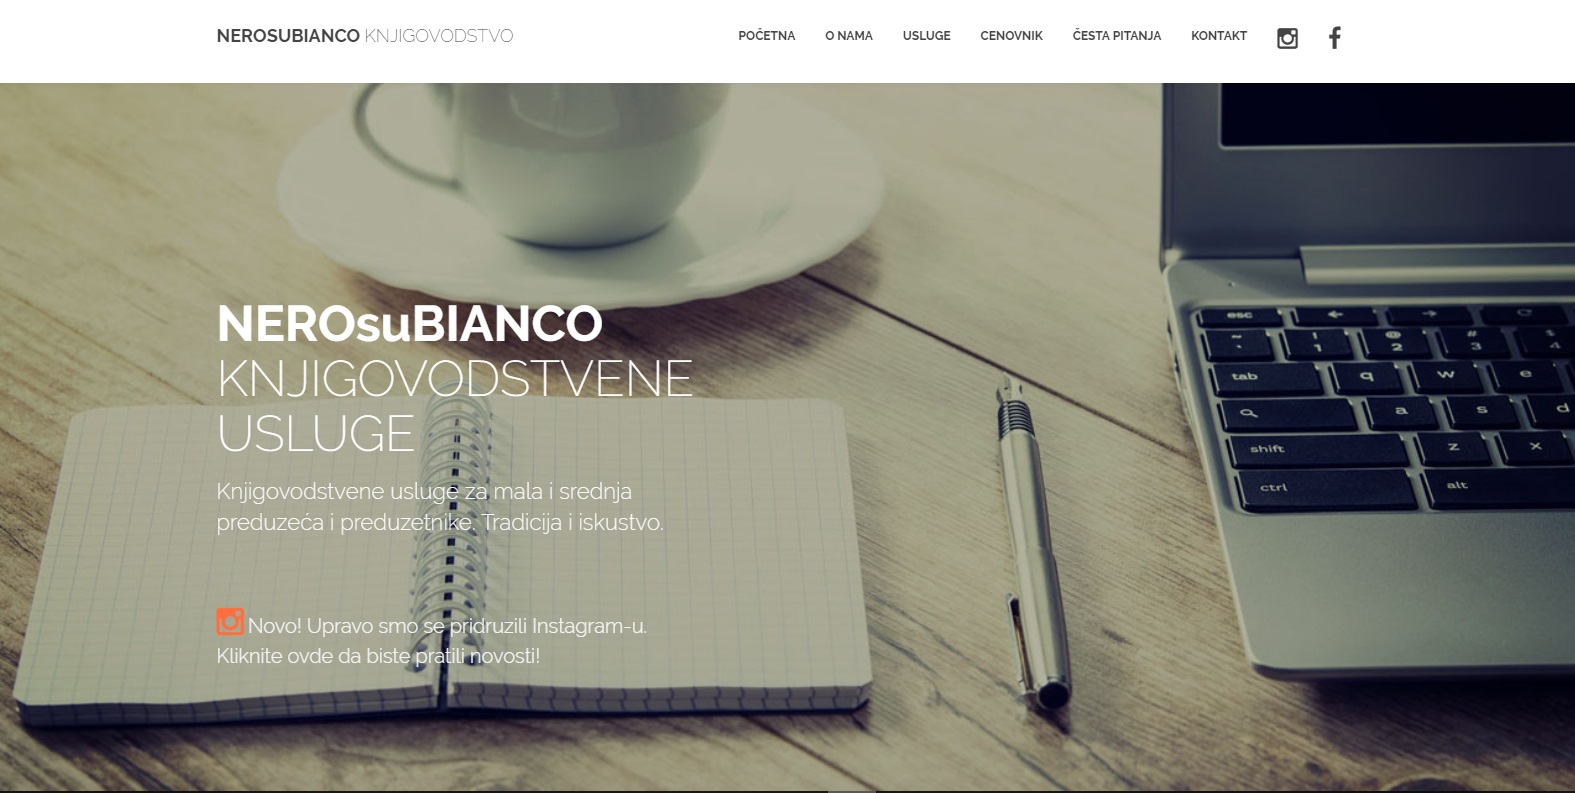 NEROSUBIANCO KNJIGOVODSTVO
POČETNA O NAMA USLUGE CENOVNIK ČESTA PITANJA KONTAKT
NEROsuBIANCO
KNJIGOVODSTVENE
USLUGE
Knjigovodstvene usluge za mala i srednja
preduzeća i preduzetnike. Tradicija i iskustvo.
Novo! Upravo smo se pridruzili Instagram-u.
Kliknite ovde da biste pratili novosti!
esc
~ ` ! 1 @ 2 # 3 $ 4
tab q w e
a s d
shift z x
ctrl alt